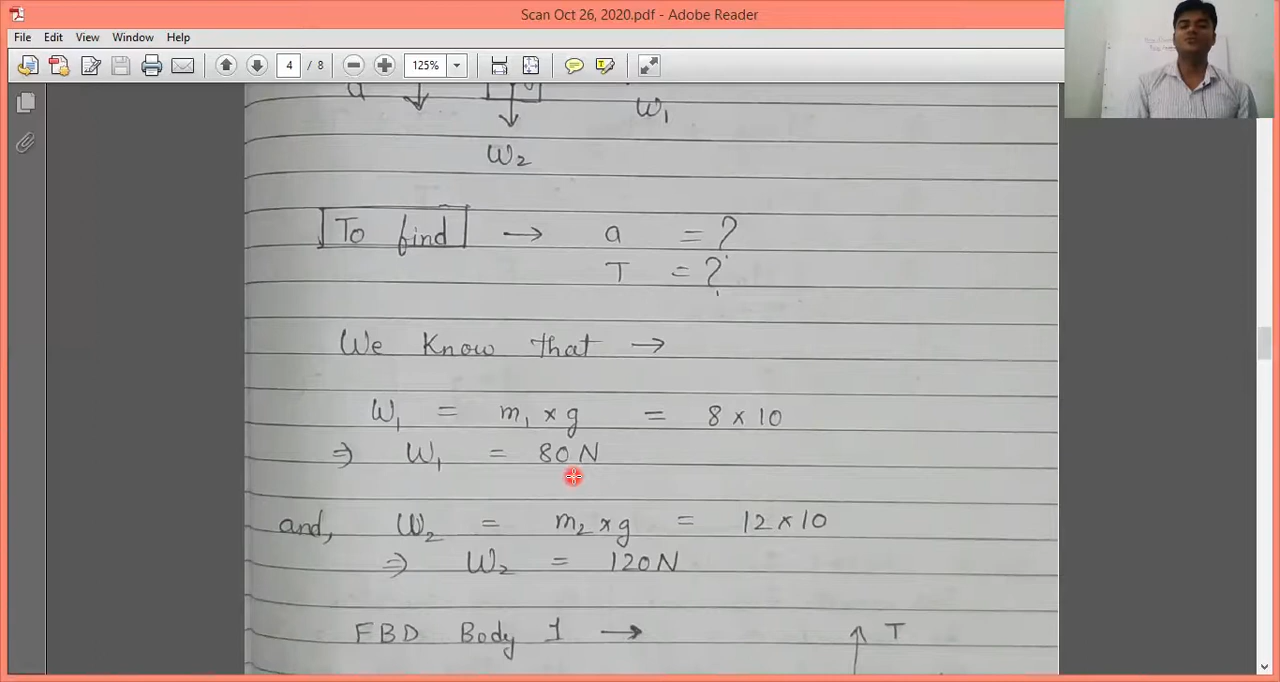 Scan Oct 26, 2020.pdf - Adobe Reader
File Edit View Window Help
4 / 8 125%
a
W₁
W₂
To find → a = ?
T = ?
We Know that →
W₁ = m₁ × g = 8 × 10
⇒ W₁ = 80 N
and, W₂ = m₂ × g = 12 × 10
⇒ W₂ = 120 N
FBD Body 1 → T